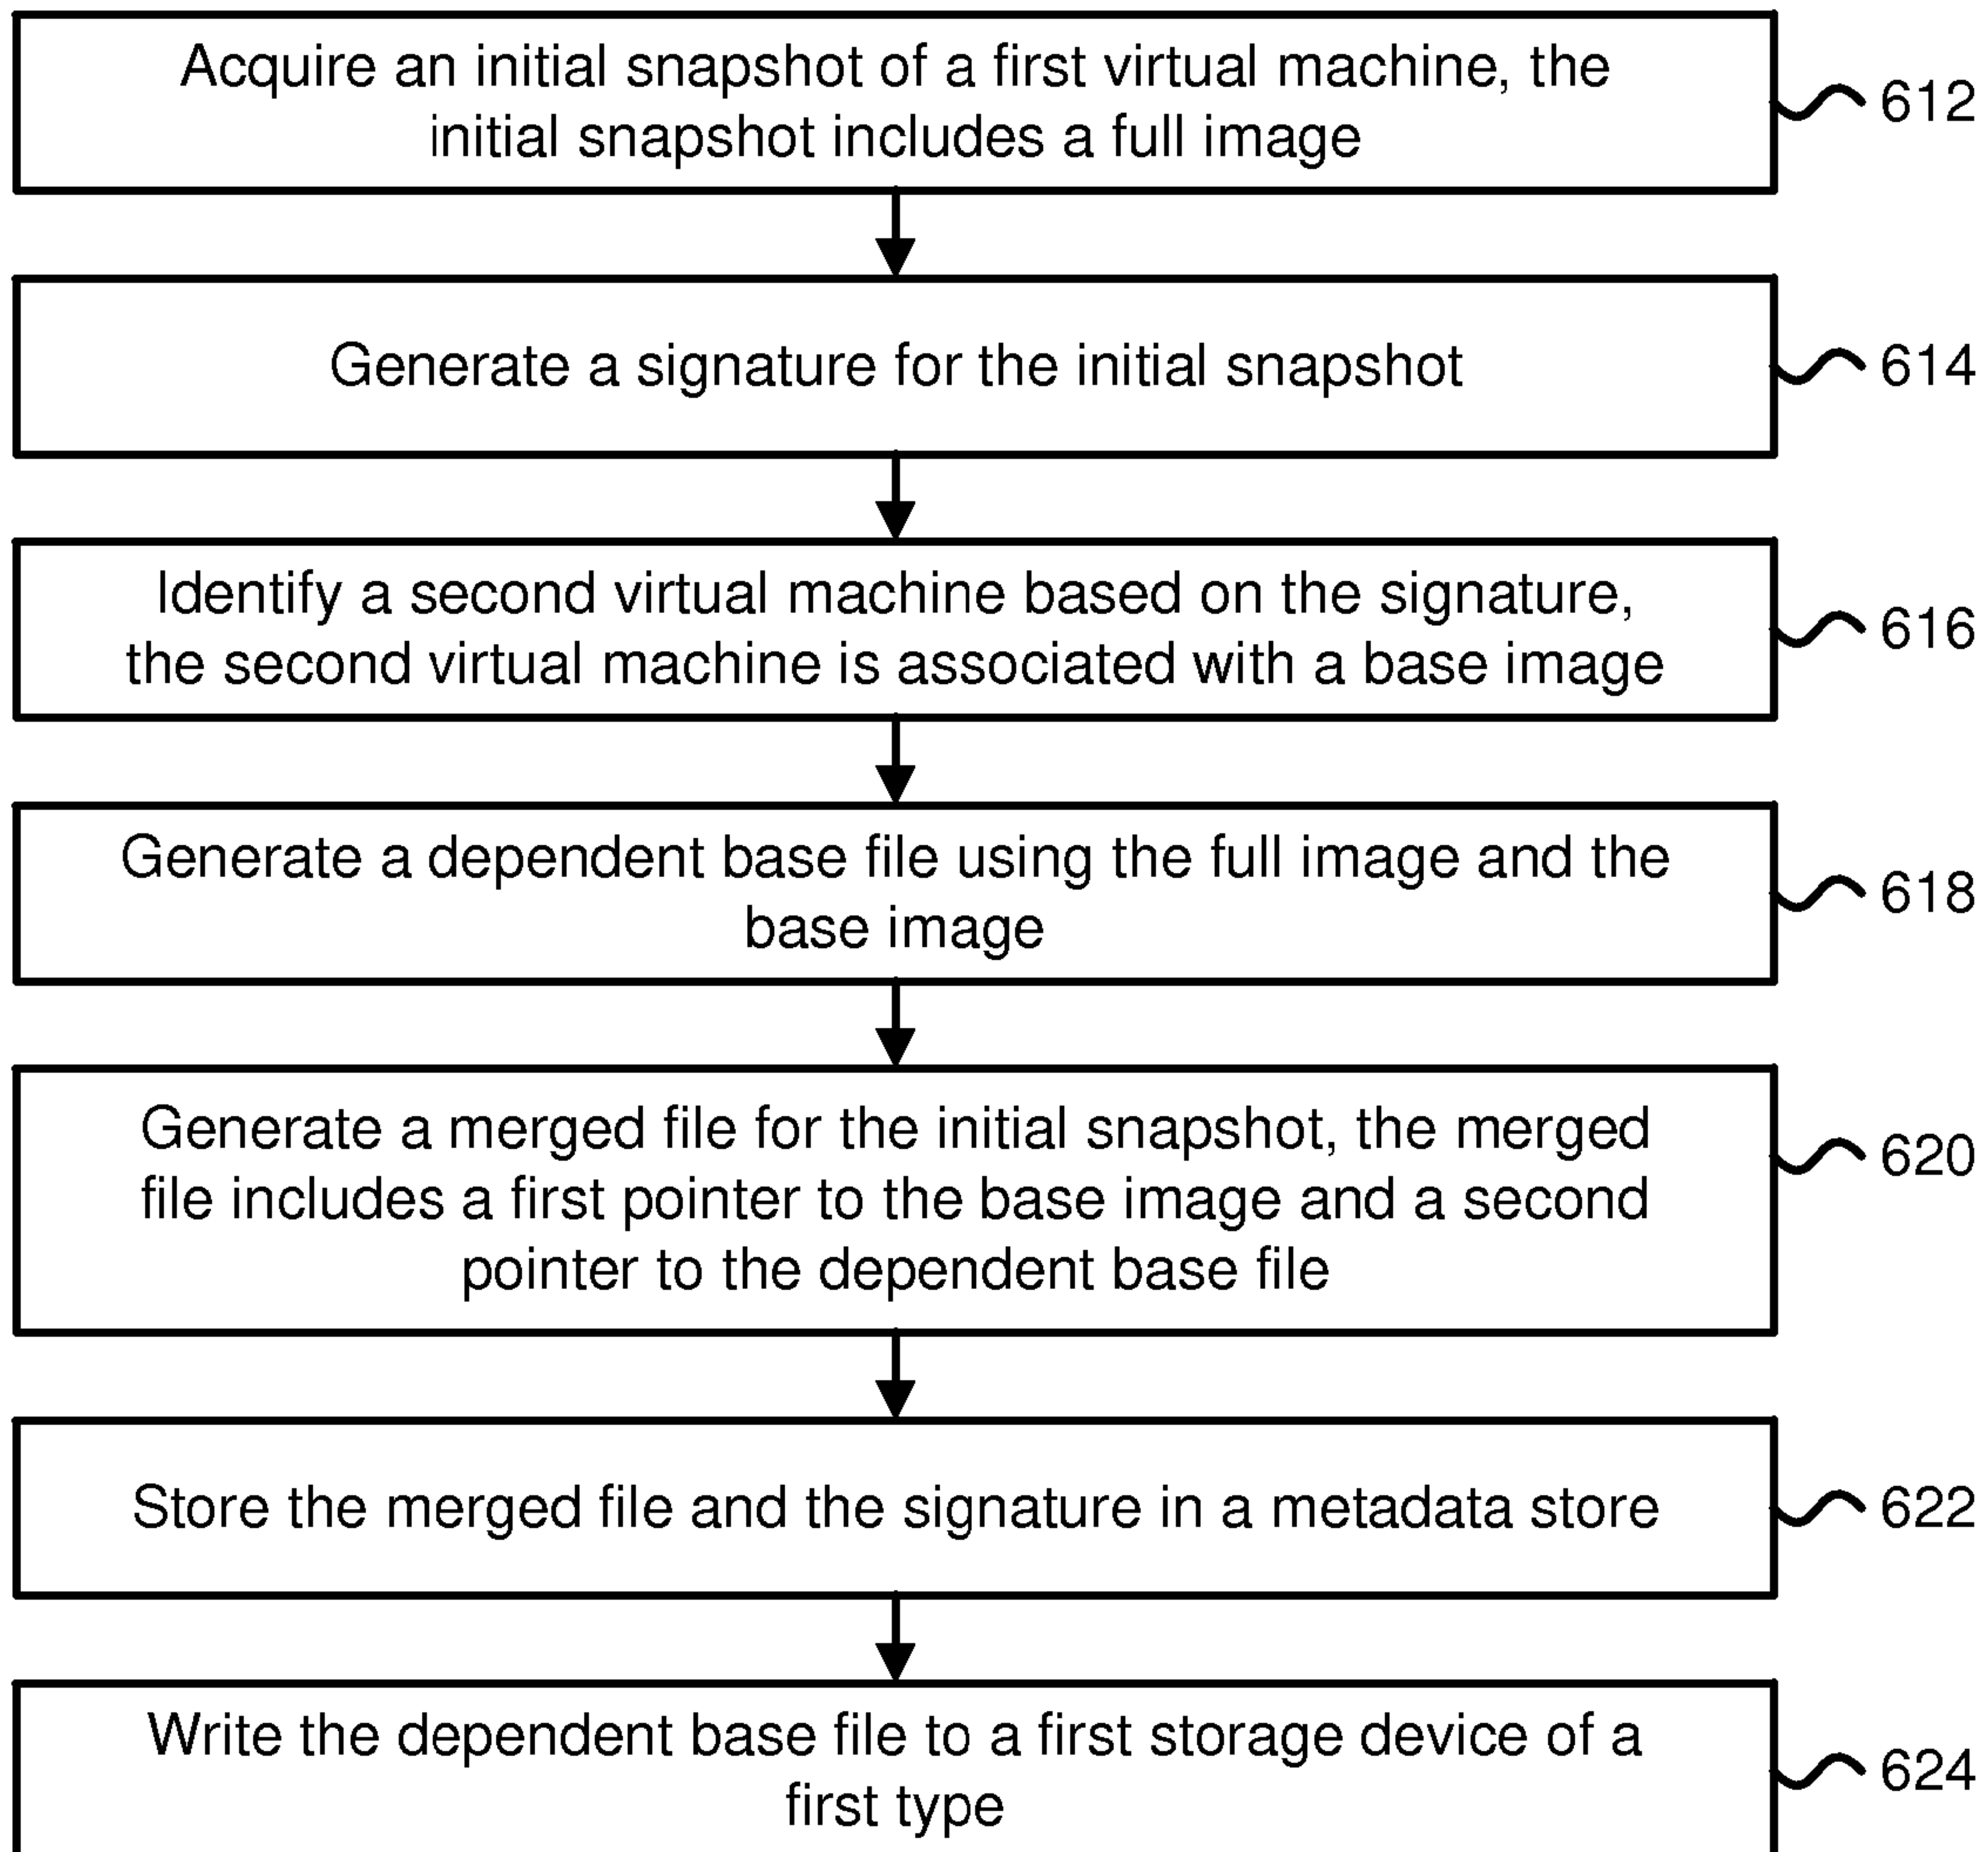 Acquire an initial snapshot of a first virtual machine, the
initial snapshot includes a full image
612
Generate a signature for the initial snapshot
614
Identify a second virtual machine based on the signature,
the second virtual machine is associated with a base image
616
Generate a dependent base file using the full image and the
base image
618
Generate a merged file for the initial snapshot, the merged
file includes a first pointer to the base image and a second
pointer to the dependent base file
620
Store the merged file and the signature in a metadata store
622
Write the dependent base file to a first storage device of a
first type
624